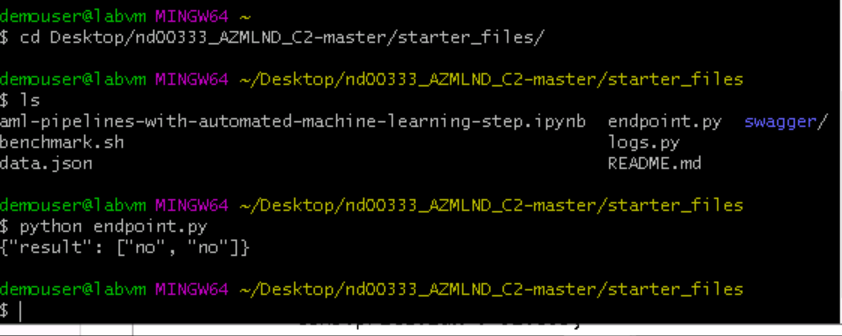 demouser@labvm MINGW64 ~
$ cd Desktop/nd00333_AZMLND_C2-master/starter_files/
demouser@labvm MINGW64 ~/Desktop/nd00333_AZMLND_C2-master/starter_files
$ ls
aml-pipelines-with-automated-machine-learning-step.ipynb endpoint.py swagger/
benchmark.sh logs.py
data.json README.md
demouser@labvm MINGW64 ~/Desktop/nd00333_AZMLND_C2-master/starter_files
$ python endpoint.py
{"result": ["no", "no"]}
demouser@labvm MINGW64 ~/Desktop/nd00333_AZMLND_C2-master/starter_files
$